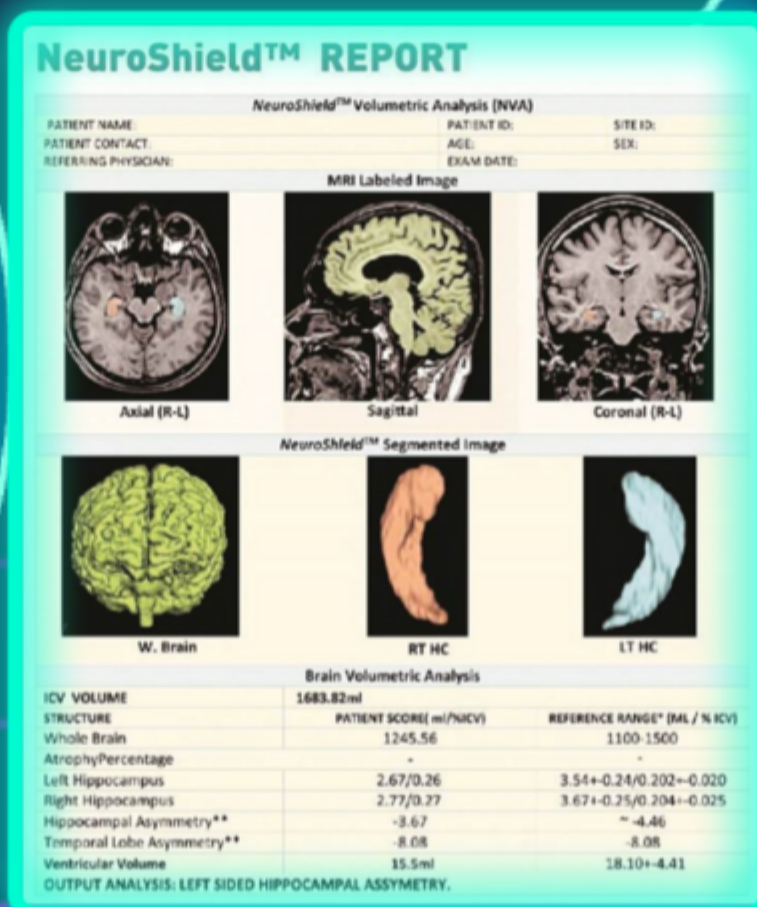 NeuroShield™ REPORT
NeuroShield™ Volumetric Analysis (NVA)
PATIENT NAME: PATIENT ID: SITE ID:
PATIENT CONTACT: AGE: SEX:
REFERRING PHYSICIAN: EXAM DATE:
MRI Labeled Image
Axial (R-L) Sagittal Coronal (R-L)
NeuroShield™ Segmented Image
W. Brain RT HC LT HC
Brain Volumetric Analysis
ICV VOLUME 1683.82ml
STRUCTURE PATIENT SCORE( ml/%ICV) REFERENCE RANGE* (ML / % ICV)
Whole Brain 1245.56 1100-1500
AtrophyPercentage - -
Left Hippocampus 2.67/0.26 3.54+-0.24/0.202+-0.020
Right Hippocampus 2.77/0.27 3.67+-0.25/0.204+-0.025
Hippocampal Asymmetry** -3.67 ~ -4.46
Temporal Lobe Asymmetry** -8.08 -8.08
Ventricular Volume 15.5ml 18.10+-4.41
OUTPUT ANALYSIS: LEFT SIDED HIPPOCAMPAL ASSYMETRY.